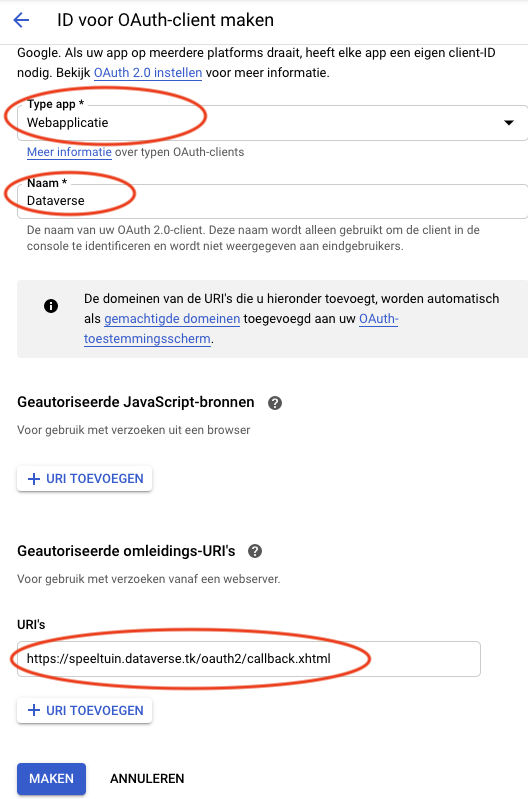 ID voor OAuth-client maken
Google. Als uw app op meerdere platforms draait, heeft elke app een eigen client-ID
nodig. Bekijk OAuth 2.0 instellen voor meer informatie.
Type app *
Webapplicatie
Meer informatie over typen OAuth-clients
Naam *
Dataverse
De naam van uw OAuth 2.0-client. Deze naam wordt alleen gebruikt om de client in de
console te identificeren en wordt niet weergegeven aan eindgebruikers.
De domeinen van de URI's die u hieronder toevoegt, worden automatisch
als gemachtigde domeinen toegevoegd aan uw OAuth-
toestemmingsscherm.
Geautoriseerde JavaScript-bronnen
Voor gebruik met verzoeken uit een browser
+ URI TOEVOEGEN
Geautoriseerde omleidings-URI's
Voor gebruik met verzoeken vanaf een webserver.
URI's
https://speeltuin.dataverse.tk/oauth2/callback.xhtml
+ URI TOEVOEGEN
MAKEN ANNULEREN